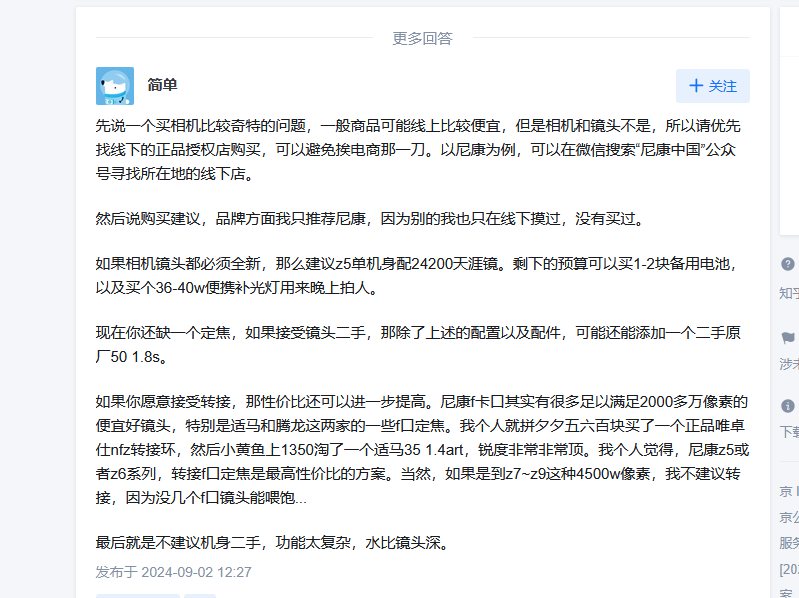 更多回答
简单
+ 关注
先说一个买相机比较奇特的问题，一般商品可能线上比较便宜，但是相机和镜头不是，所以请优先
找线下的正品授权店购买，可以避免挨电商那一刀。以尼康为例，可以在微信搜索“尼康中国”公众
号寻找所在地的线下店。
然后说购买建议，品牌方面我只推荐尼康，因为别的我也只在线下摸过，没有买过。
如果相机镜头都必须全新，那么建议z5单机身配24200天涯镜。剩下的预算可以买1-2块备用电池，
以及买个36-40w便携补光灯用来晚上拍人。
现在你还缺一个定焦，如果接受镜头二手，那除了上述的配置以及配件，可能还能添加一个二手原
厂50 1.8s。
如果你愿意接受转接，那性价比还可以进一步提高。尼康f卡口其实有很多足以满足2000多万像素的
便宜好镜头，特别是适马和腾龙这两家的一些f口定焦。我个人就拼夕夕五六百块买了一个正品唯卓
仕nfz转接环，然后小黄鱼上1350淘了一个适马35 1.4art，锐度非常非常顶。我个人觉得，尼康z5或
者z6系列，转接f口定焦是最高性价比的方案。当然，如果是到z7~z9这种4500w像素，我不建议转
接，因为没几个f口镜头能喂饱...
最后就是不建议机身二手，功能太复杂，水比镜头深。
发布于 2024-09-02 12:27
知乎
涉未
下载
京 I
京公
服务
[202
案